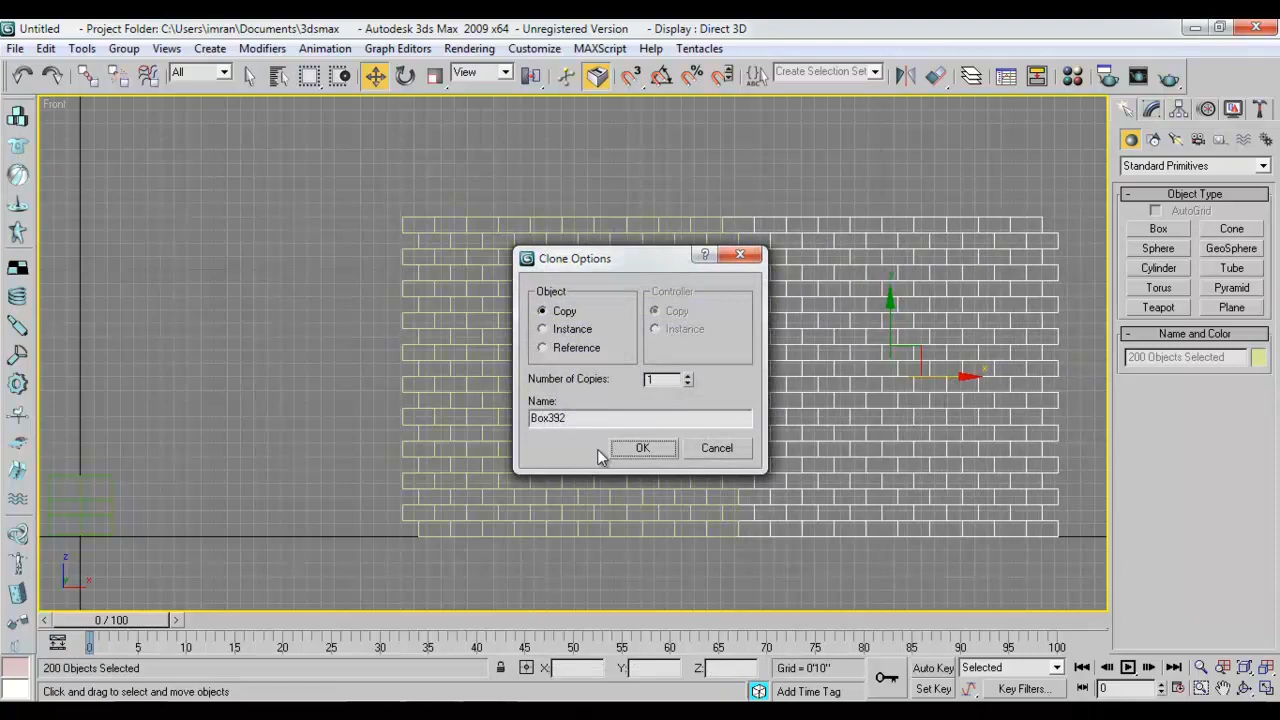 Untitled - Project Folder: C:\Users\imran\Documents\3dsmax - Autodesk 3ds Max 2009 x64 - Unregistered Version - Display : Direct 3D
File Edit Tools Group Views Create Modifiers Animation Graph Editors Rendering Customize MAXScript Help Tentacles
All View Create Selection Set
Front
Standard Primitives
- Object Type
AutoGrid
Box Cone
Sphere GeoSphere
Cylinder Tube
Torus Pyramid
Teapot Plane
- Name and Color
200 Objects Selected
Clone Options
Object Controller
Copy Copy
Instance Instance
Reference
Number of Copies: 1
Name:
Box392
OK Cancel
z
x
y
x
< 0 / 100 >
0 5 10 15 20 25 30 35 40 45 50 55 60 65 70 75 80 85 90 95 100
200 Objects Selected X: Y: Z: Grid = 0'10" Auto Key Selected
Click and drag to select and move objects Add Time Tag Set Key Key Filters... 0